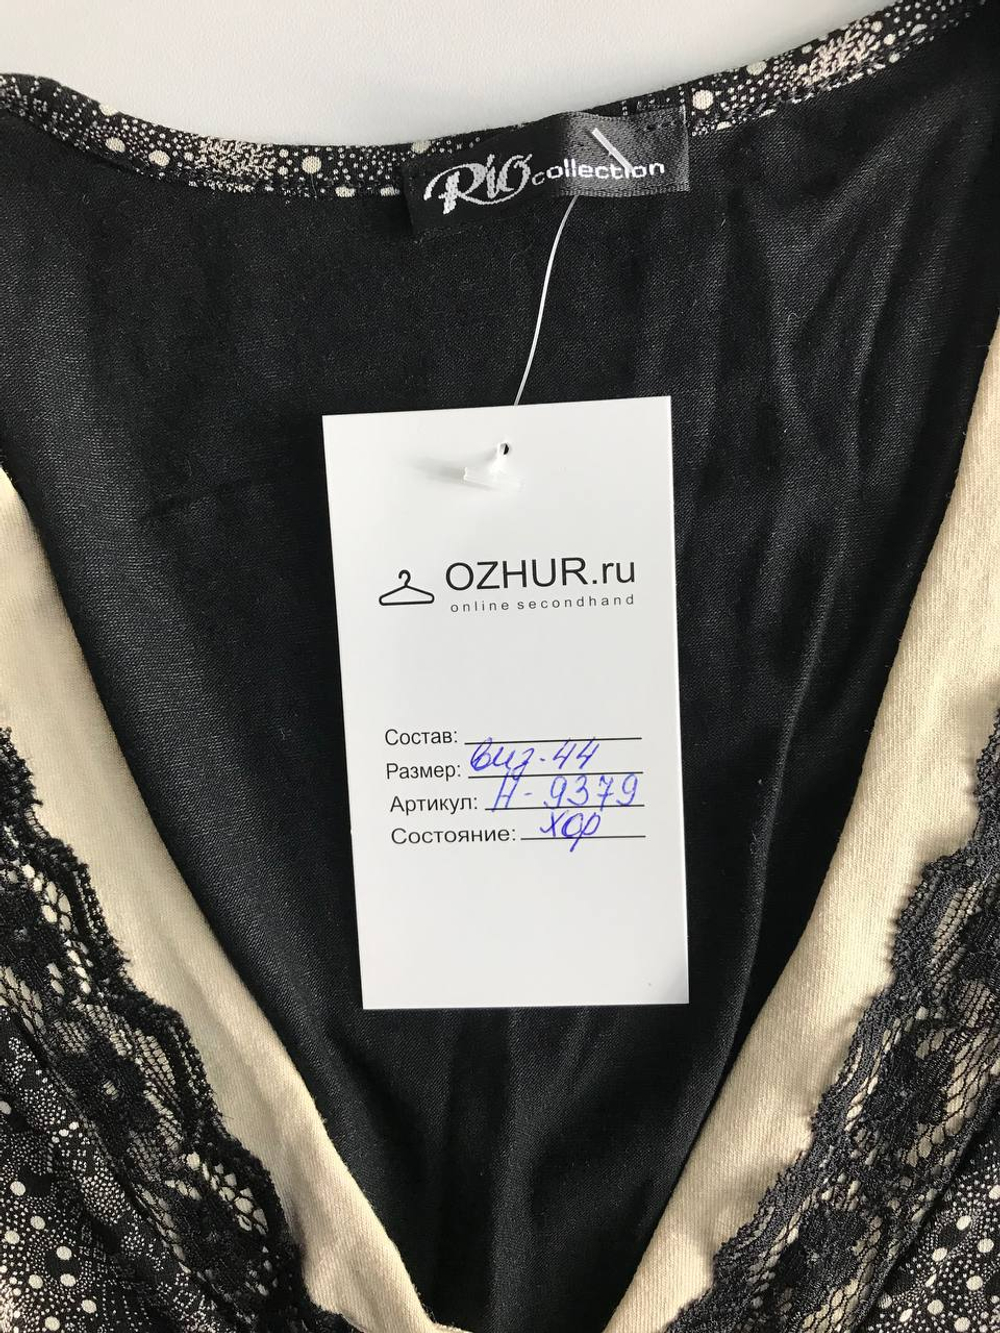 Rio collection
OZHUR.ru
online secondhand
Состав:
Размер: виз-44
Артикул: Н-9379
Состояние: хор